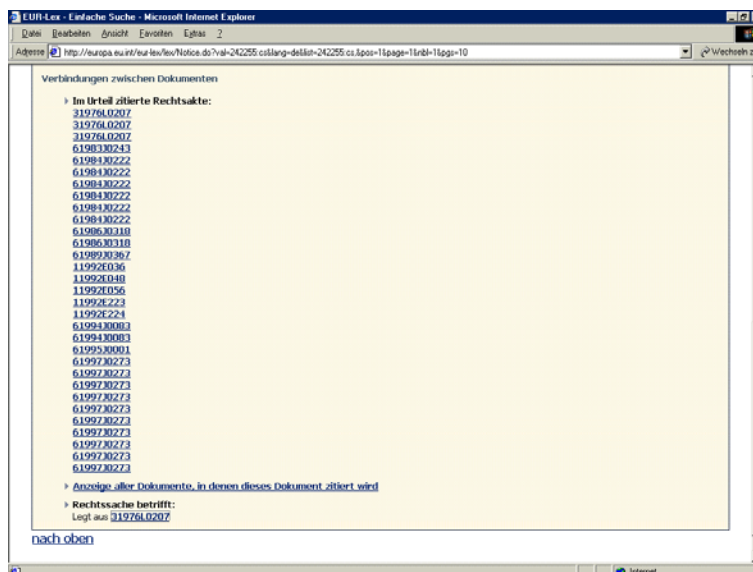 EUR-Lex - Einfache Suche - Microsoft Internet Explorer
Datei Bearbeiten Ansicht Favoriten Extras ?
Adresse http://europa.eu.int/eur-lex/lex/Notice.do?val=242255:cs&lang=de&list=242255:cs,&pos=1&page=1&nbl=1&pgs=10 Wechseln z
Verbindungen zwischen Dokumenten
Im Urteil zitierte Rechtsakte:
31976L0207
31976L0207
31976L0207
61983J0243
61984J0222
61984J0222
61984J0222
61984J0222
61984J0222
61984J0222
61986J0318
61986J0318
61989J0367
11992E036
11992E048
11992E056
11992E223
11992E224
61994J0083
61994J0083
61995J0001
61997J0273
61997J0273
61997J0273
61997J0273
61997J0273
61997J0273
61997J0273
61997J0273
61997J0273
61997J0273
Anzeige aller Dokumente, in denen dieses Dokument zitiert wird
Rechtssache betrifft:
Legt aus 31976L0207
nach oben
Internet